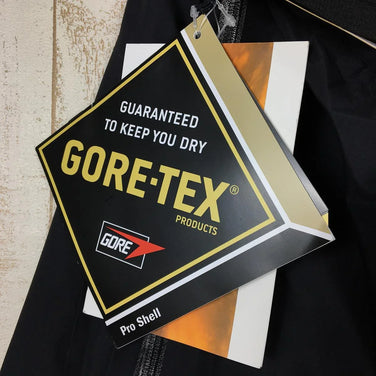 GUARANTEED
TO KEEP YOU DRY
GORE-TEX®
PRODUCTS
GORE
Pro Shell